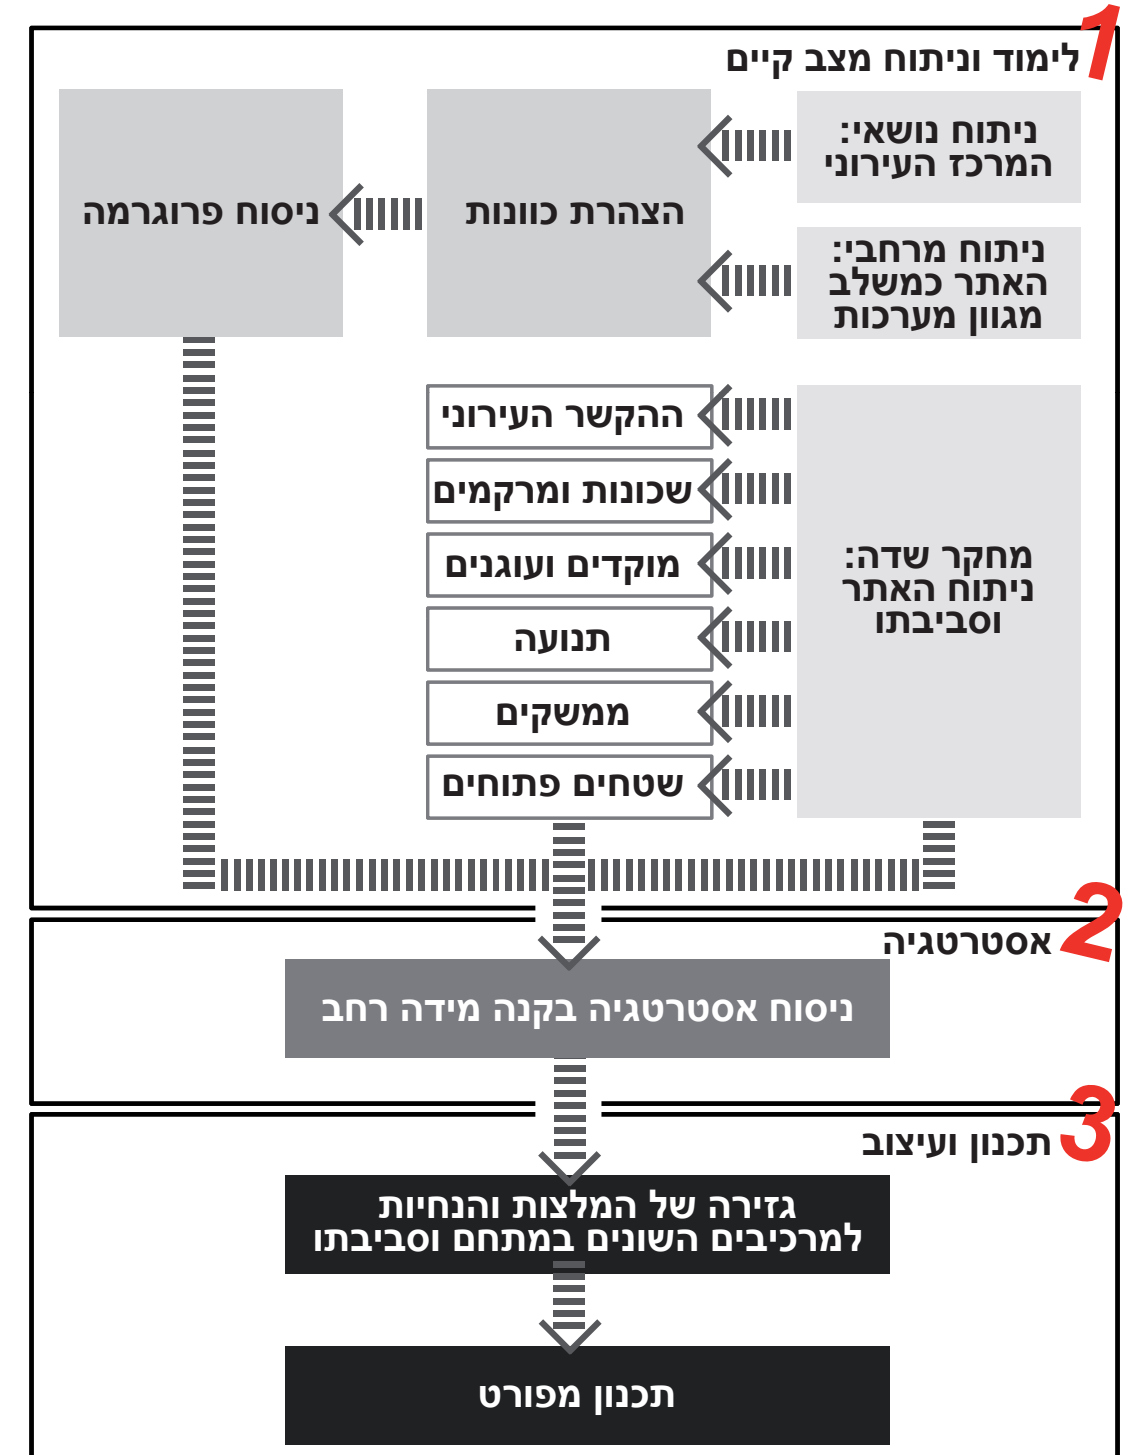 1
לימוד וניתוח מצב קיים
ניתוח נושאי:
המרכז העירוני
ניתוח מרחבי:
האתר כמשלב
מגוון מערכות
הצהרת כוונות
ניסוח פרוגרמה
מחקר שדה:
ניתוח האתר
וסביבתו
ההקשר העירוני
שכונות ומרקמים
מוקדים ועוגנים
תנועה
ממשקים
שטחים פתוחים
2
אסטרטגיה
ניסוח אסטרטגיה בקנה מידה רחב
3
תכנון ועיצוב
גזירה של המלצות והנחיות
למרכיבים השונים במתחם וסביבתו
תכנון מפורט